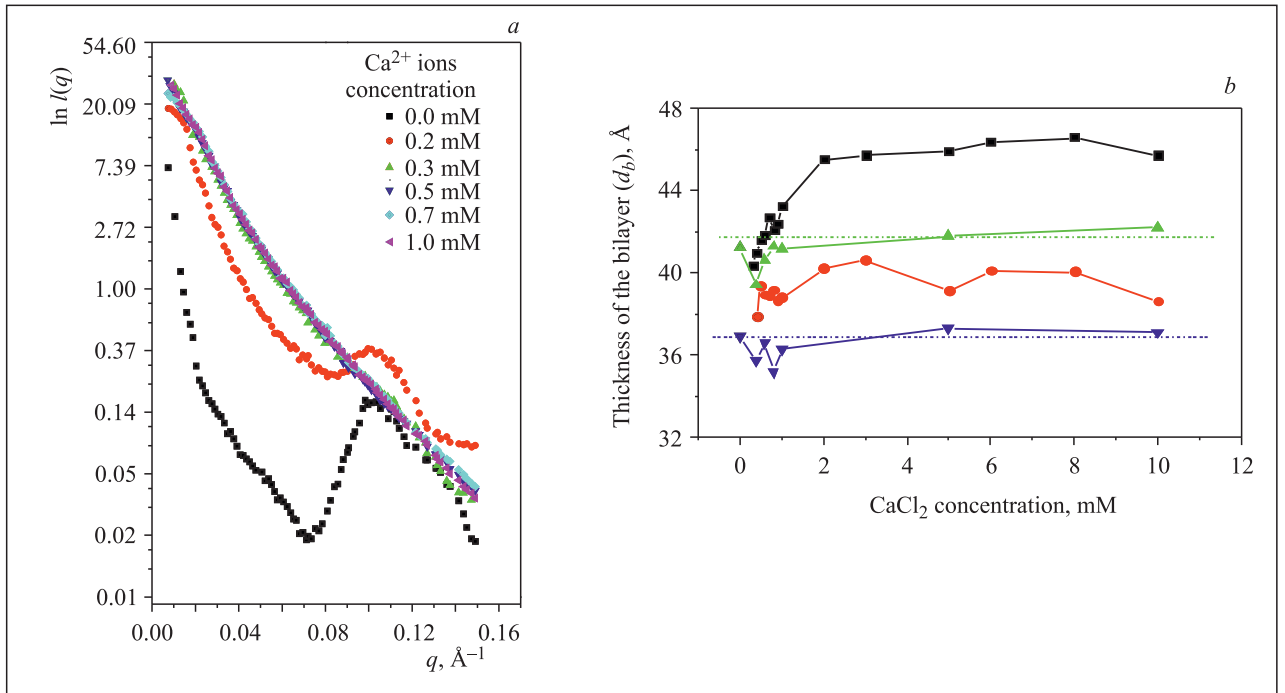 a
54.60
20.09
7.39
2.72
1.00
0.37
0.14
0.05
0.02
0.01
ln I(q)
Ca²⁺ ions
concentration
0.0 mM
0.2 mM
0.3 mM
0.5 mM
0.7 mM
1.0 mM
0.00 0.04 0.08 0.12 0.16
q, Å⁻¹
b
48
44
40
36
32
Thickness of the bilayer (d_b), Å
0 2 4 6 8 10 12
CaCl₂ concentration, mM